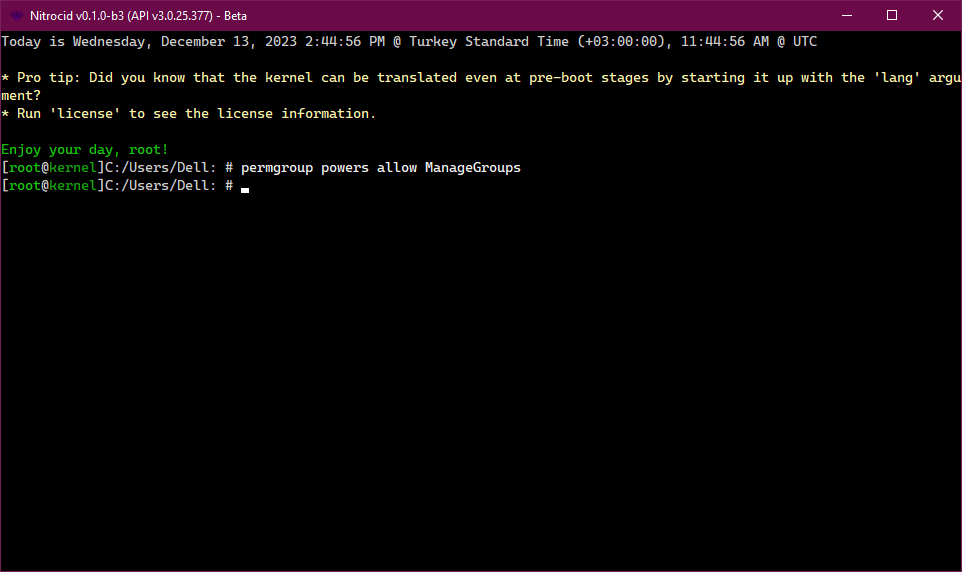 Nitrocid v0.1.0-b3 (API v3.0.25.377) - Beta
Today is Wednesday, December 13, 2023 2:44:56 PM @ Turkey Standard Time (+03:00:00), 11:44:56 AM @ UTC
* Pro tip: Did you know that the kernel can be translated even at pre-boot stages by starting it up with the 'lang' argu
ment?
* Run 'license' to see the license information.
Enjoy your day, root!
[root@kernel]C:/Users/Dell: # permgroup powers allow ManageGroups
[root@kernel]C:/Users/Dell: #